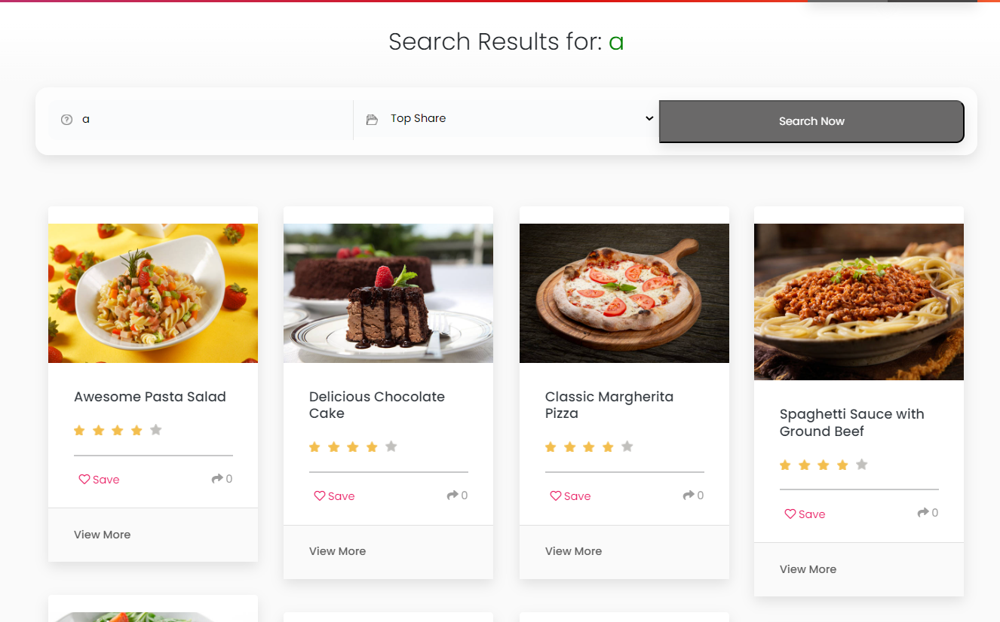 Search Results for: a
a
Top Share
Search Now
Awesome Pasta Salad
Save
0
View More
Delicious Chocolate
Cake
Save
0
View More
Classic Margherita
Pizza
Save
0
View More
Spaghetti Sauce with
Ground Beef
Save
0
View More